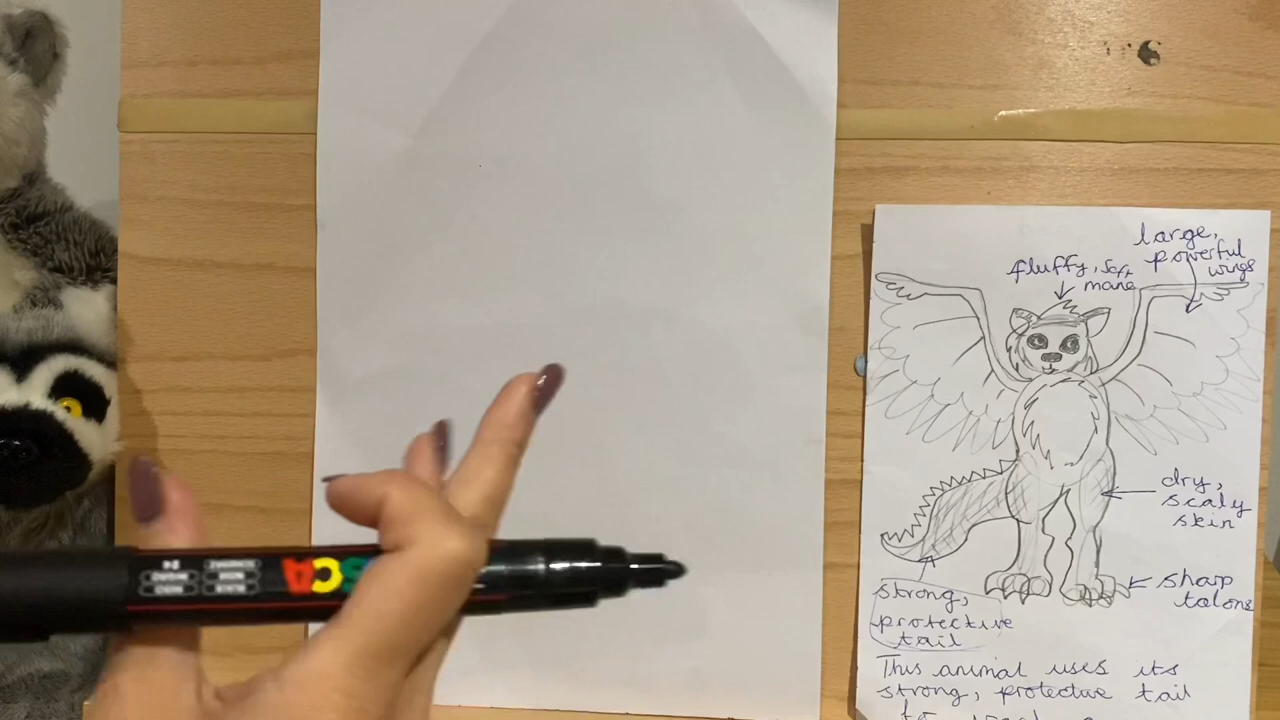 large,
powerful
wings
fluffy, soft
mane
dry,
scaly
skin
sharp
talons
strong,
protective
tail
This animal uses its
strong, protective tail
SCA